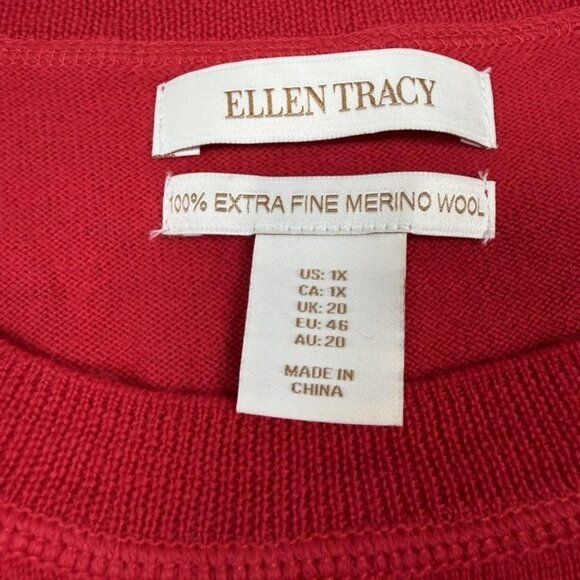 ELLEN TRACY
100% EXTRA FINE MERINO WOOL
US: 1X
CA: 1X
UK: 20
EU: 46
AU: 20
MADE IN
CHINA